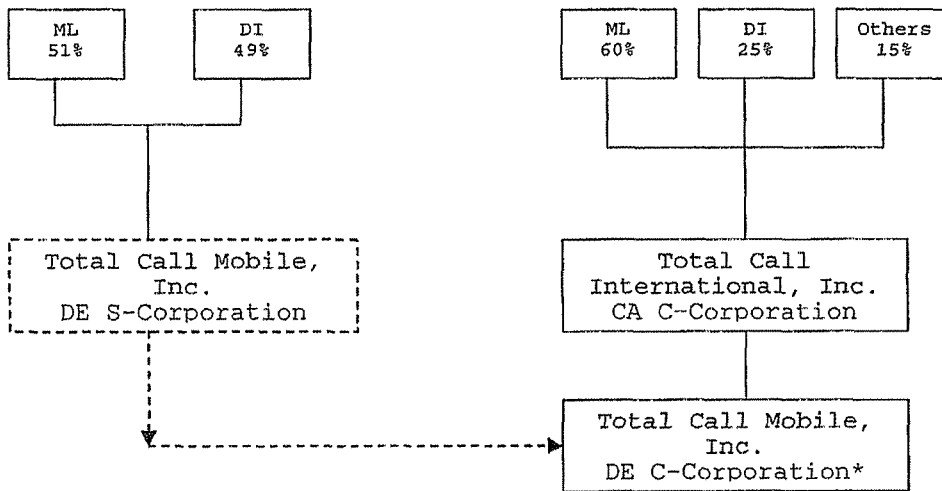 ML
51%
DI
49%
ML
60%
DI
25%
Others
15%
Total Call Mobile,
Inc.
DE S-Corporation
Total Call
International, Inc.
CA C-Corporation
Total Call Mobile,
Inc.
DE C-Corporation*